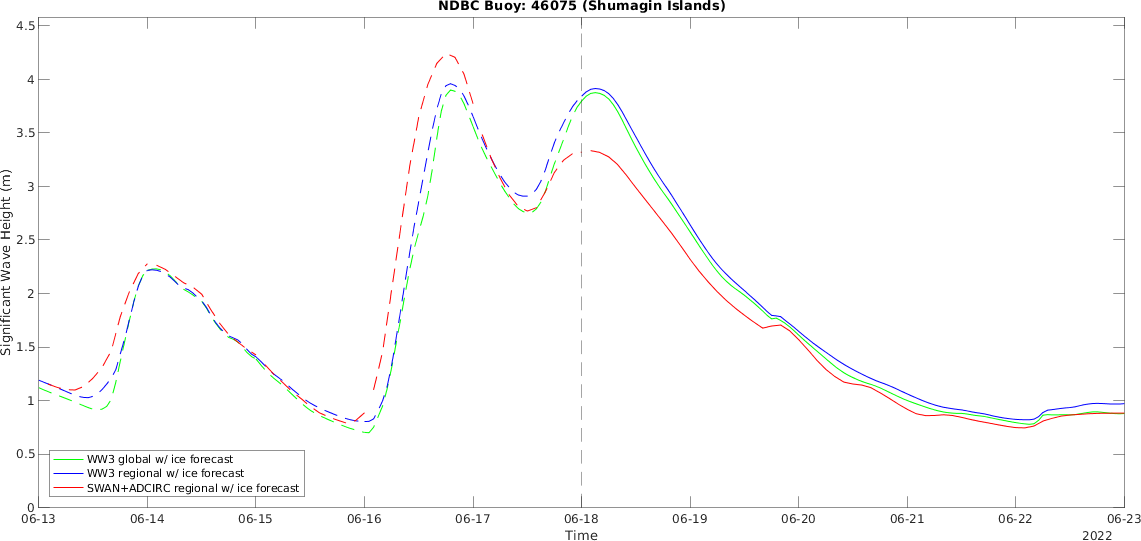 NDBC Buoy: 46075 (Shumagin Islands)
Significant Wave Height (m)
4.5
4
3.5
3
2.5
2
1.5
1
0.5
0
WW3 global w/ ice forecast
WW3 regional w/ ice forecast
SWAN+ADCIRC regional w/ ice forecast
06-13 06-14 06-15 06-16 06-17 06-18 06-19 06-20 06-21 06-22 06-23
Time
2022